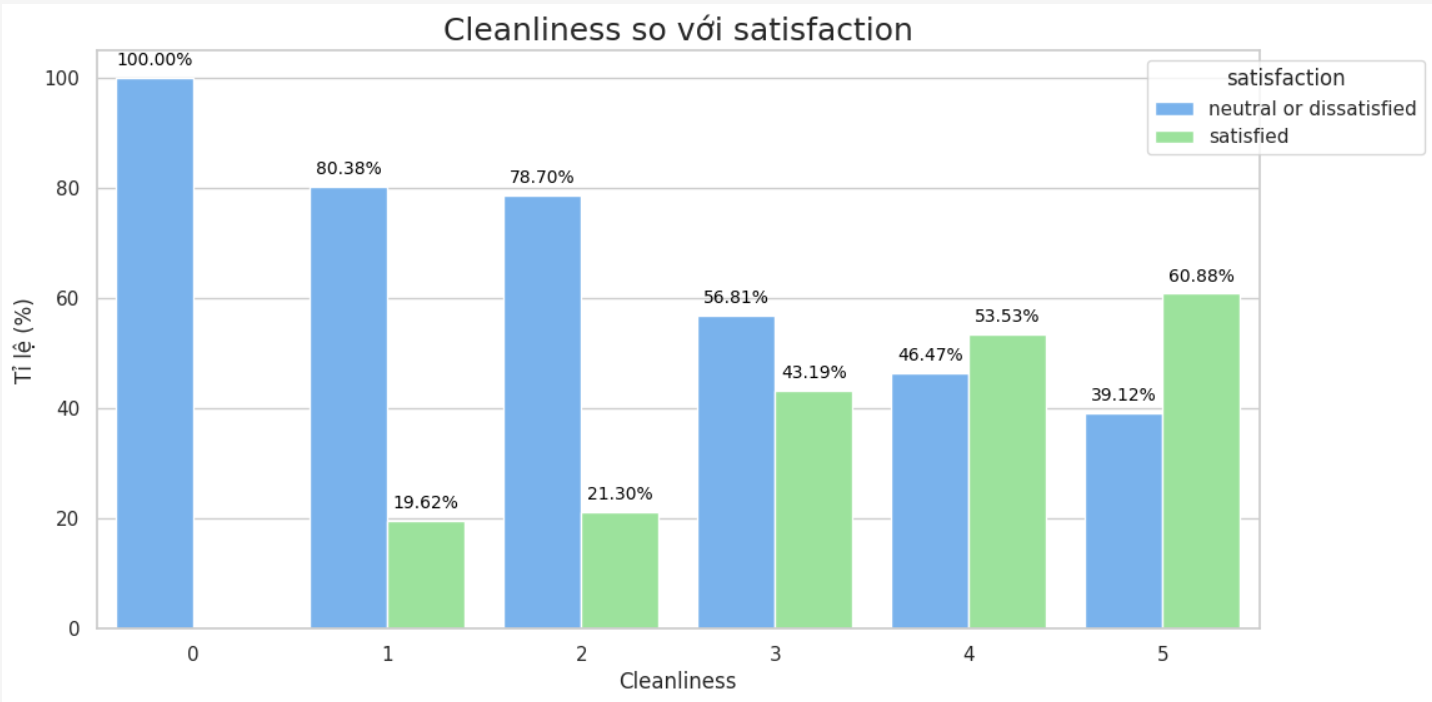 Cleanliness so với satisfaction
satisfaction
neutral or dissatisfied
satisfied
Tỉ lệ (%)
100
80
60
40
20
0
100.00%
80.38%
19.62%
78.70%
21.30%
56.81%
43.19%
46.47%
53.53%
39.12%
60.88%
0 1 2 3 4 5
Cleanliness